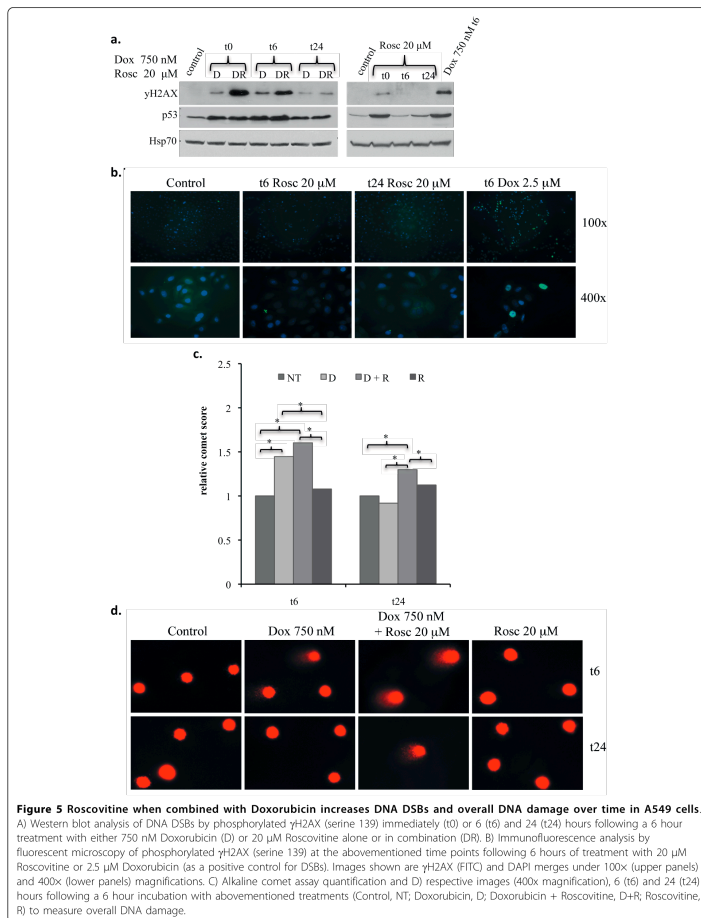 a.
t0 t6 t24
Dox 750 nM
Rosc 20 µM
control D DR D DR D DR
yH2AX
p53
Hsp70
control Rosc 20 µM Dox 750 nM t6
t0 t6 t24
b.
Control t6 Rosc 20 µM t24 Rosc 20 µM t6 Dox 2.5 µM
100x
400x
c.
2.5
NT D D + R R
2
* *
* *
1.5
* * *
1
0.5
0
relative comet score
t6 t24
d.
Control Dox 750 nM Dox 750 nM + Rosc 20 µM Rosc 20 µM
t6
t24
Figure 5 Roscovitine when combined with Doxorubicin increases DNA DSBs and overall DNA damage over time in A549 cells.
A) Western blot analysis of DNA DSBs by phosphorylated γH2AX (serine 139) immediately (t0) or 6 (t6) and 24 (t24) hours following a 6 hour
treatment with either 750 nM Doxorubicin (D) or 20 µM Roscovitine alone or in combination (DR). B) Immunofluorescence analysis by
fluorescent microscopy of phosphorylated γH2AX (serine 139) at the abovementioned time points following 6 hours of treatment with 20 µM
Roscovitine or 2.5 µM Doxorubicin (as a positive control for DSBs). Images shown are γH2AX (FITC) and DAPI merges under 100× (upper panels)
and 400× (lower panels) magnifications. C) Alkaline comet assay quantification and D) respective images (400x magnification), 6 (t6) and 24 (t24)
hours following a 6 hour incubation with abovementioned treatments (Control, NT; Doxorubicin, D; Doxorubicin + Roscovitine, D+R; Roscovitine,
R) to measure overall DNA damage.